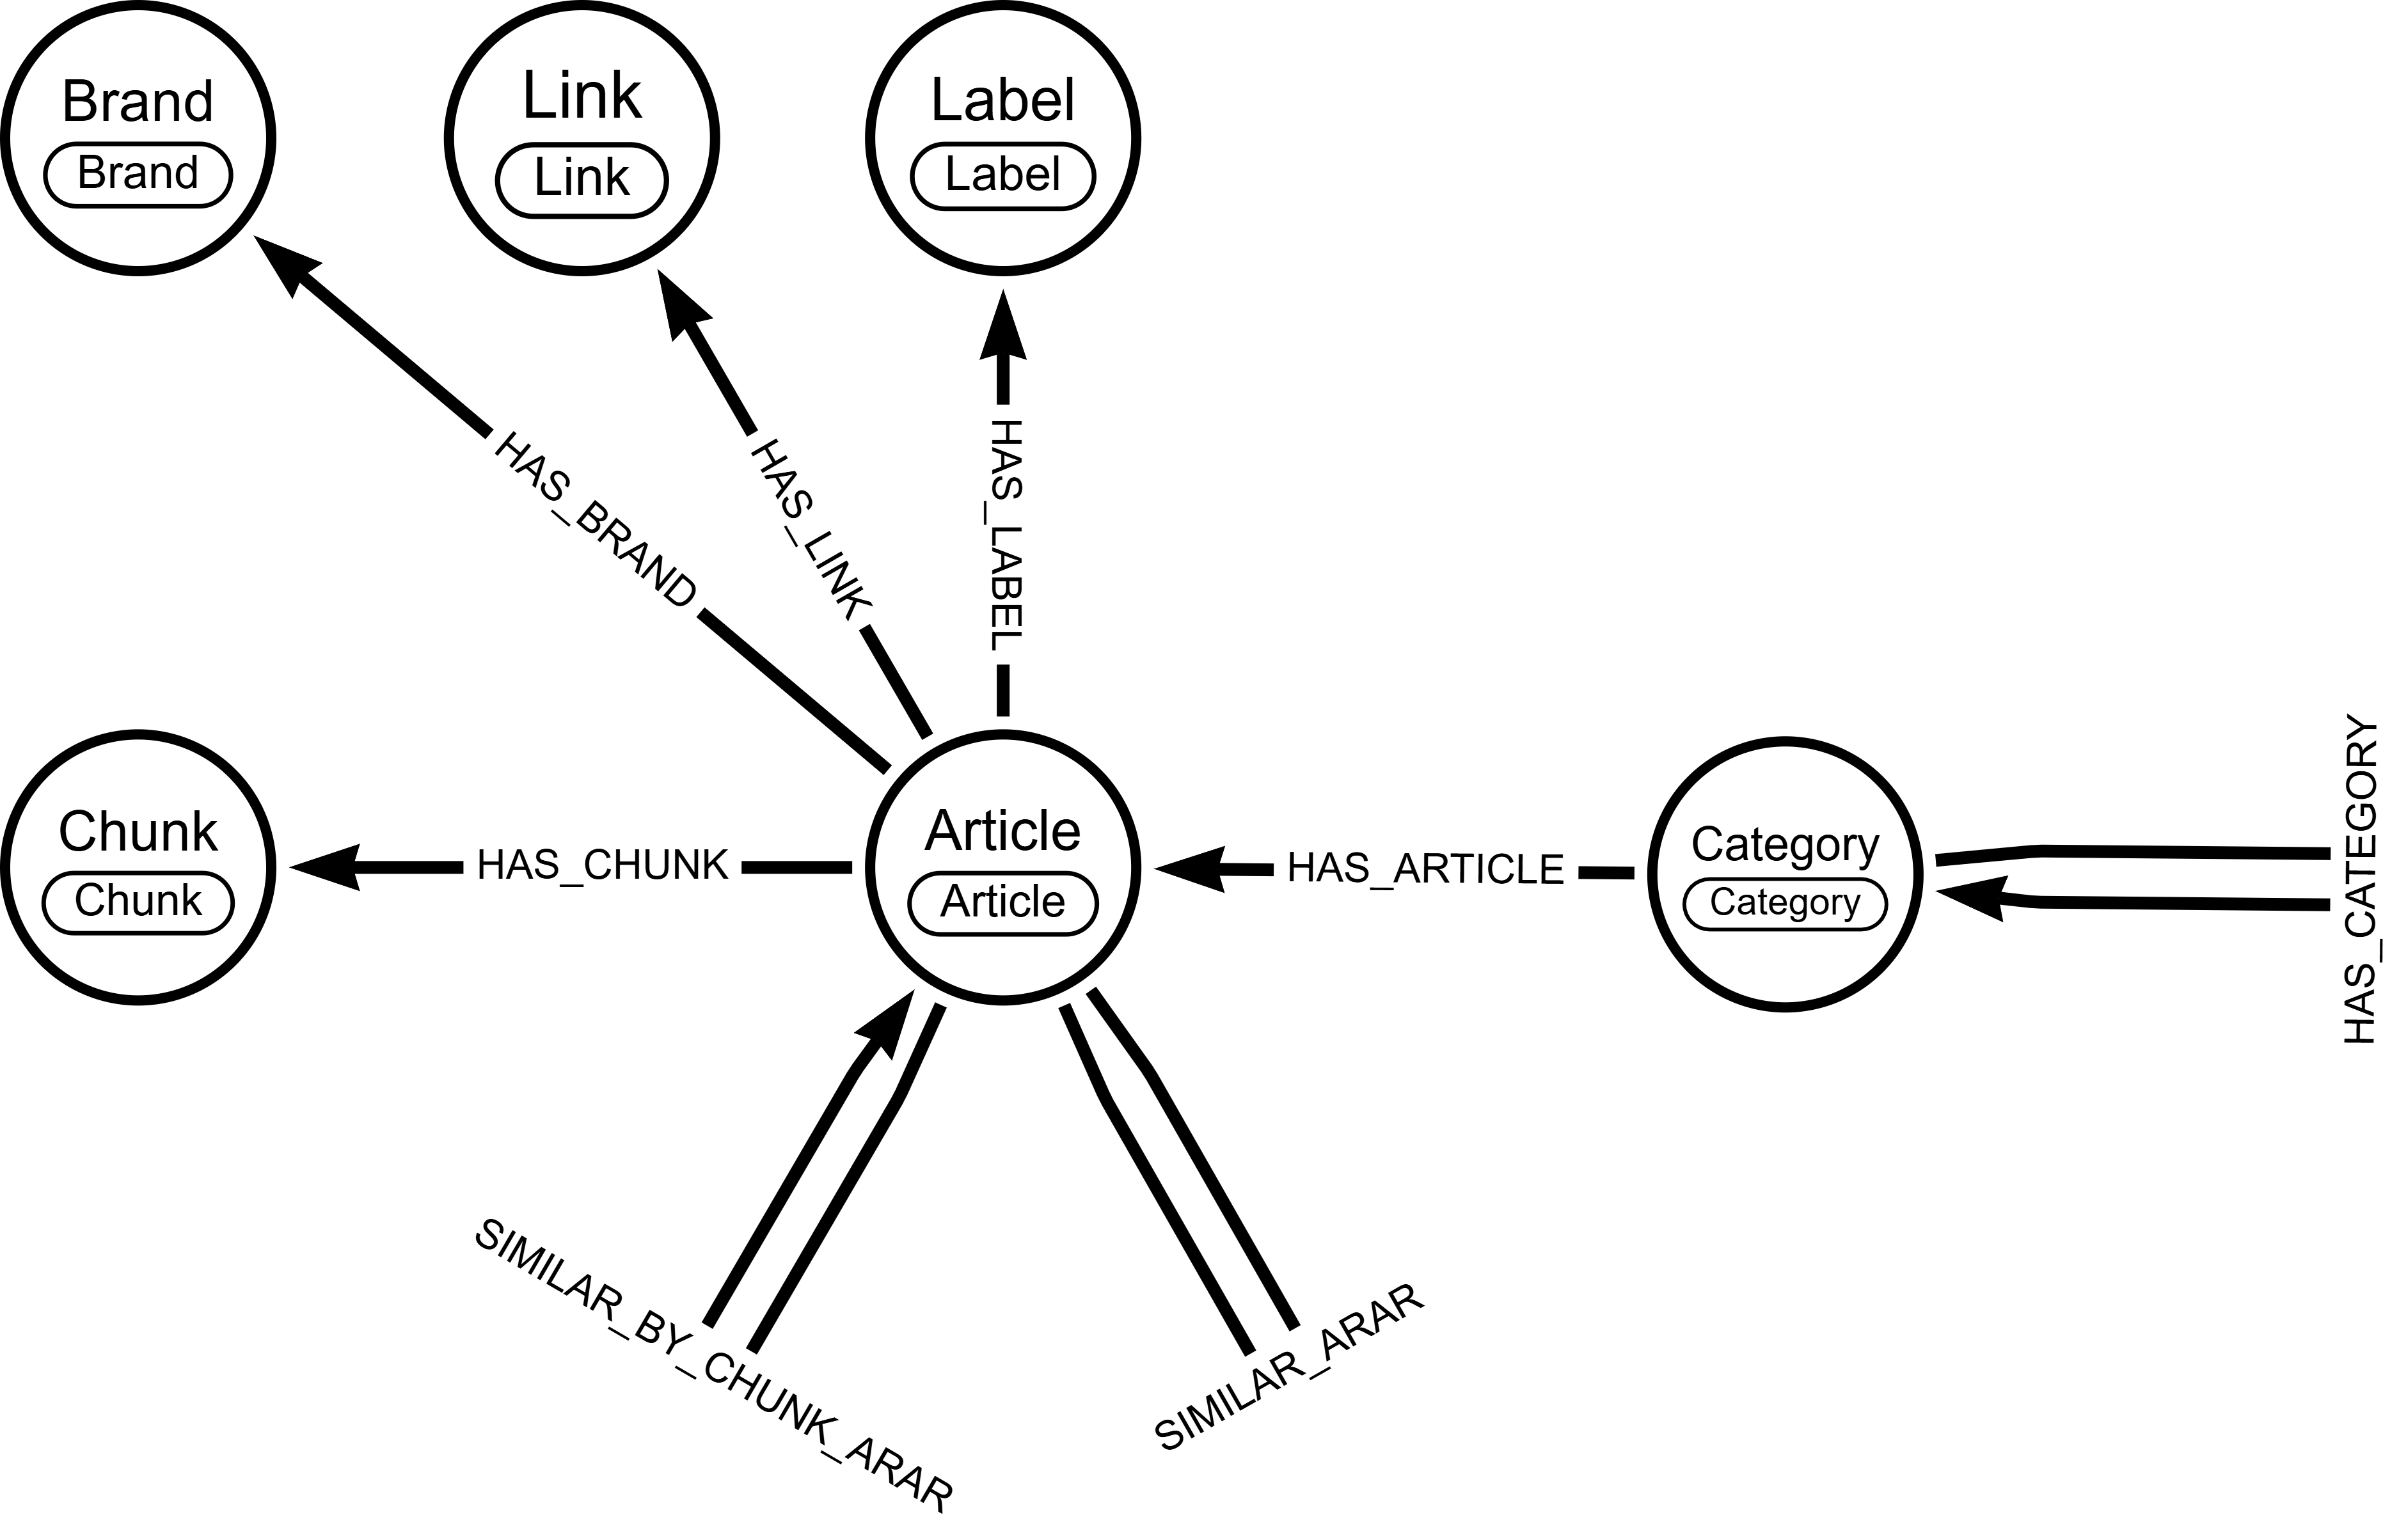 Brand
Brand
Link
Link
Label
Label
HAS_BRAND
HAS_LINK
HAS_LABEL
Chunk
Chunk
HAS_CHUNK
Article
Article
HAS_ARTICLE
Category
Category
HAS_CATEGORY
SIMILAR_BY_CHUNK_ARAR
SIMILAR_ARAR